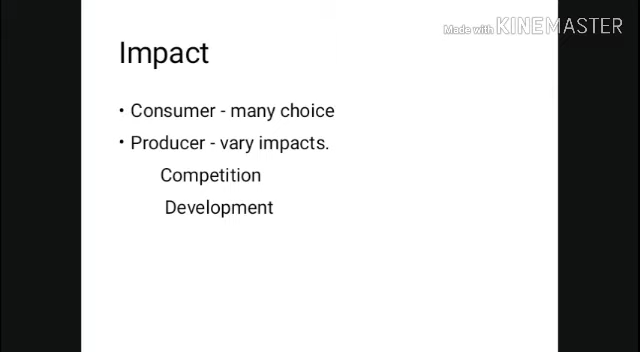 Made with KINEMASTER
Impact
• Consumer - many choice
• Producer - vary impacts.
Competition
Development